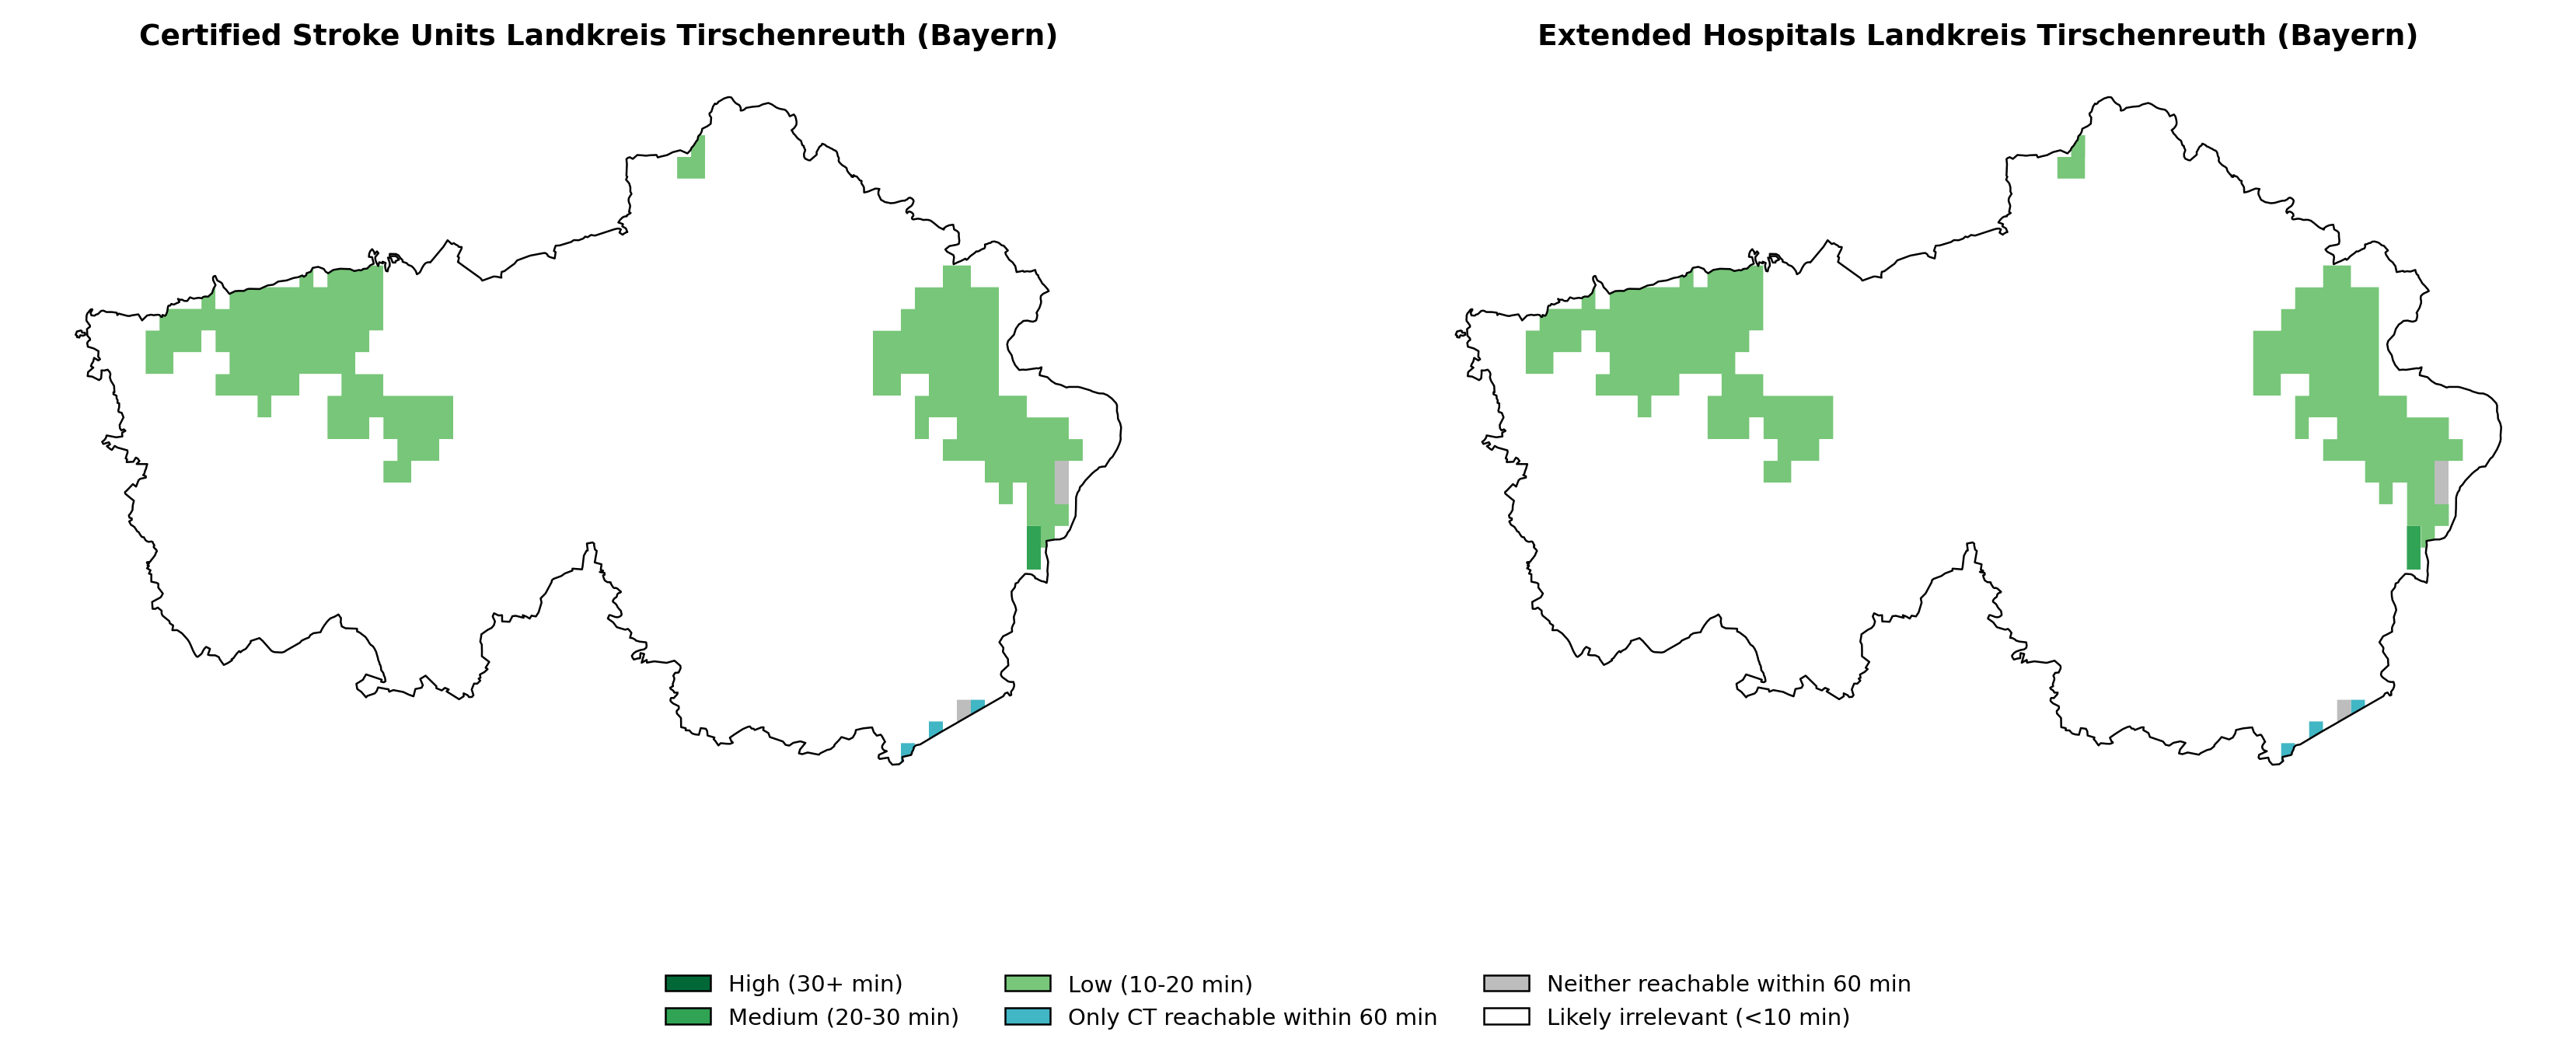 Certified Stroke Units Landkreis Tirschenreuth (Bayern)
Extended Hospitals Landkreis Tirschenreuth (Bayern)
High (30+ min)
Medium (20-30 min)
Low (10-20 min)
Only CT reachable within 60 min
Neither reachable within 60 min
Likely irrelevant (<10 min)